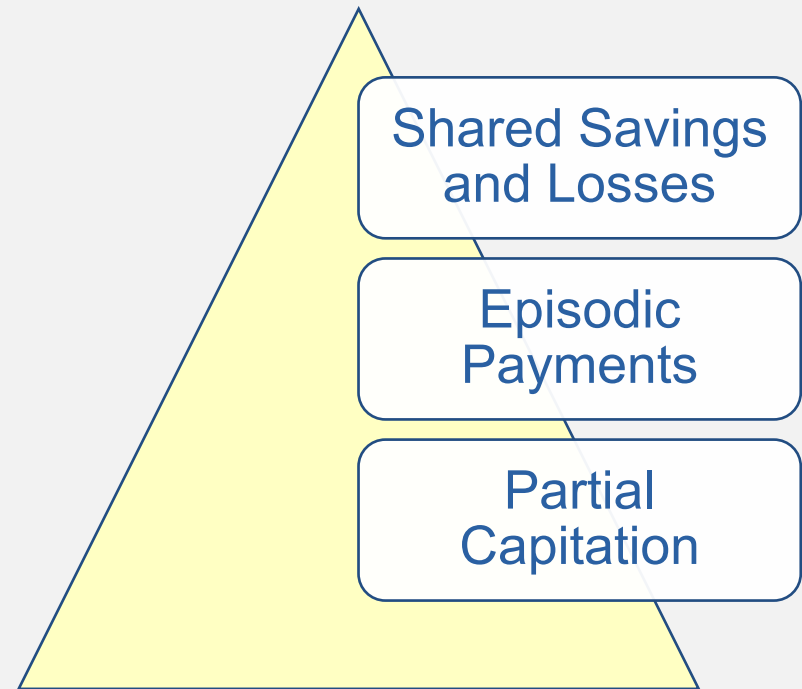 Shared Savings
and Losses
Episodic
Payments
Partial
Capitation